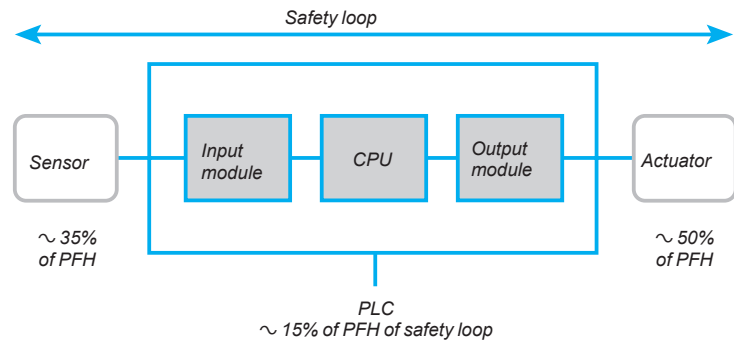 Safety loop
Sensor
Input
module
CPU
Output
module
Actuator
∼ 35%
of PFH
∼ 50%
of PFH
PLC
∼ 15% of PFH of safety loop